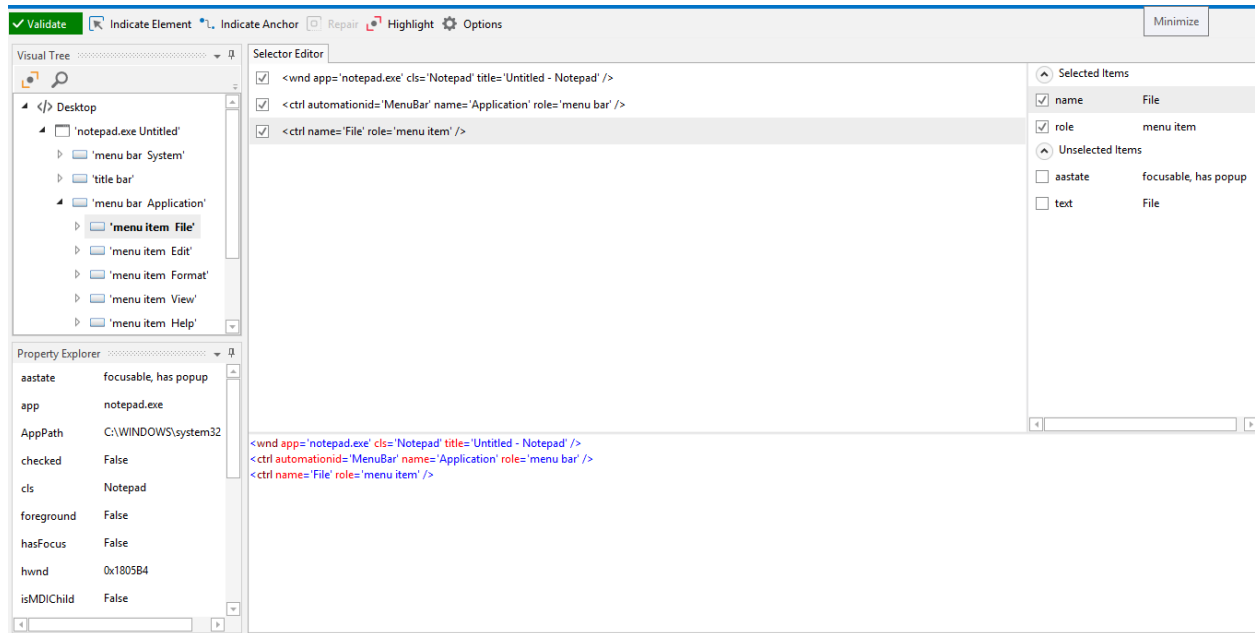 Validate Indicate Element Indicate Anchor Repair Highlight Options Minimize
Visual Tree
</> Desktop
'notepad.exe Untitled'
'menu bar System'
'title bar'
'menu bar Application'
'menu item File'
'menu item Edit'
'menu item Format'
'menu item View'
'menu item Help'
Property Explorer
aastate focusable, has popup
app notepad.exe
AppPath C:\WINDOWS\system32
checked False
cls Notepad
foreground False
hasFocus False
hwnd 0x1805B4
isMDIChild False
Selector Editor
<wnd app='notepad.exe' cls='Notepad' title='Untitled - Notepad' />
<ctrl automationid='MenuBar' name='Application' role='menu bar' />
<ctrl name='File' role='menu item' />
Selected Items
name File
role menu item
Unselected Items
aastate focusable, has popup
text File
<wnd app='notepad.exe' cls='Notepad' title='Untitled - Notepad' />
<ctrl automationid='MenuBar' name='Application' role='menu bar' />
<ctrl name='File' role='menu item' />